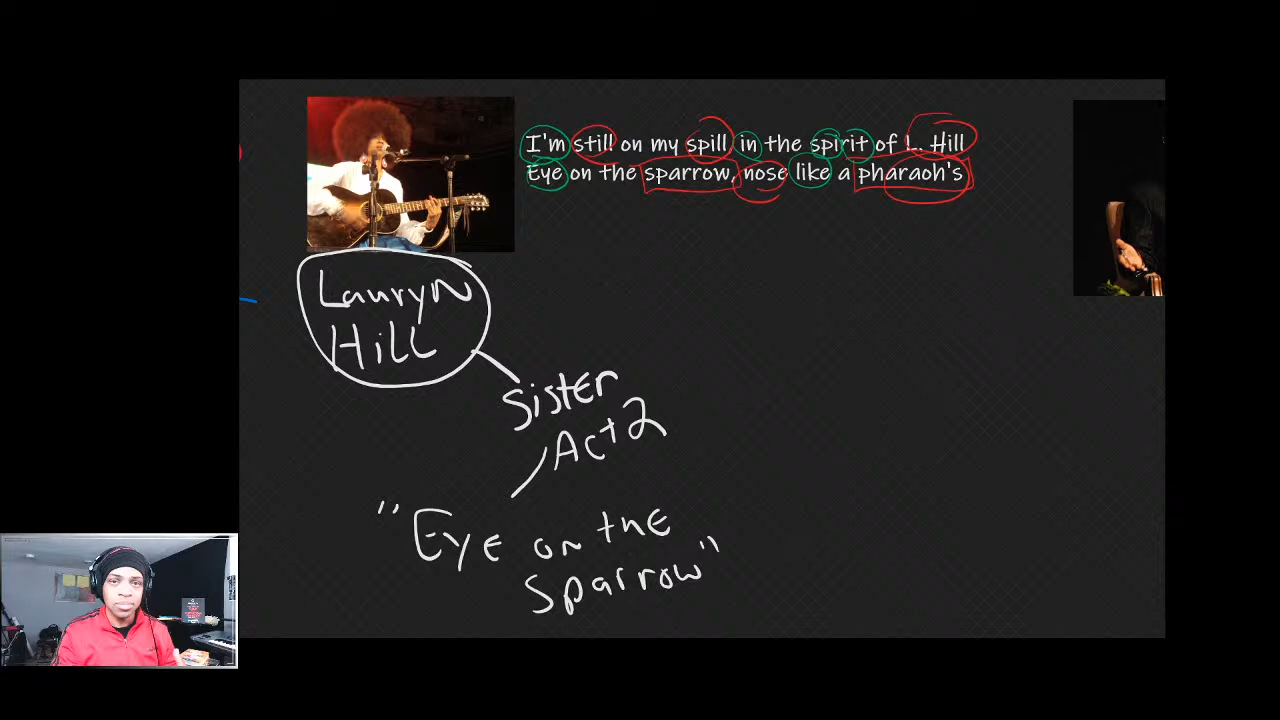 I'm still on my spill, in the spirit of L. Hill
Eye on the sparrow, nose like a pharaoh's
Lauryn
Hill
Sister
Act 2
"Eye on the
Sparrow"